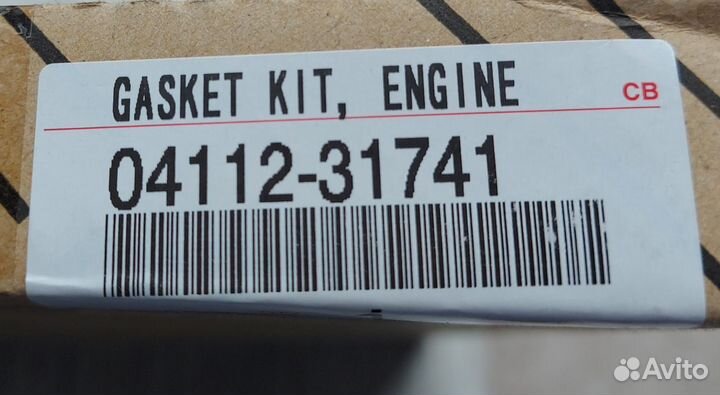 GASKET KIT, ENGINE
CB
04112-31741
Avito